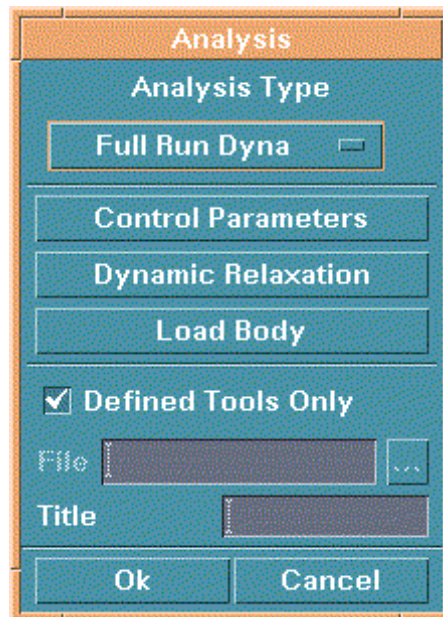 Analysis
Analysis Type
Full Run Dyna
Control Parameters
Dynamic Relaxation
Load Body
Defined Tools Only
File ...
Title
Ok Cancel